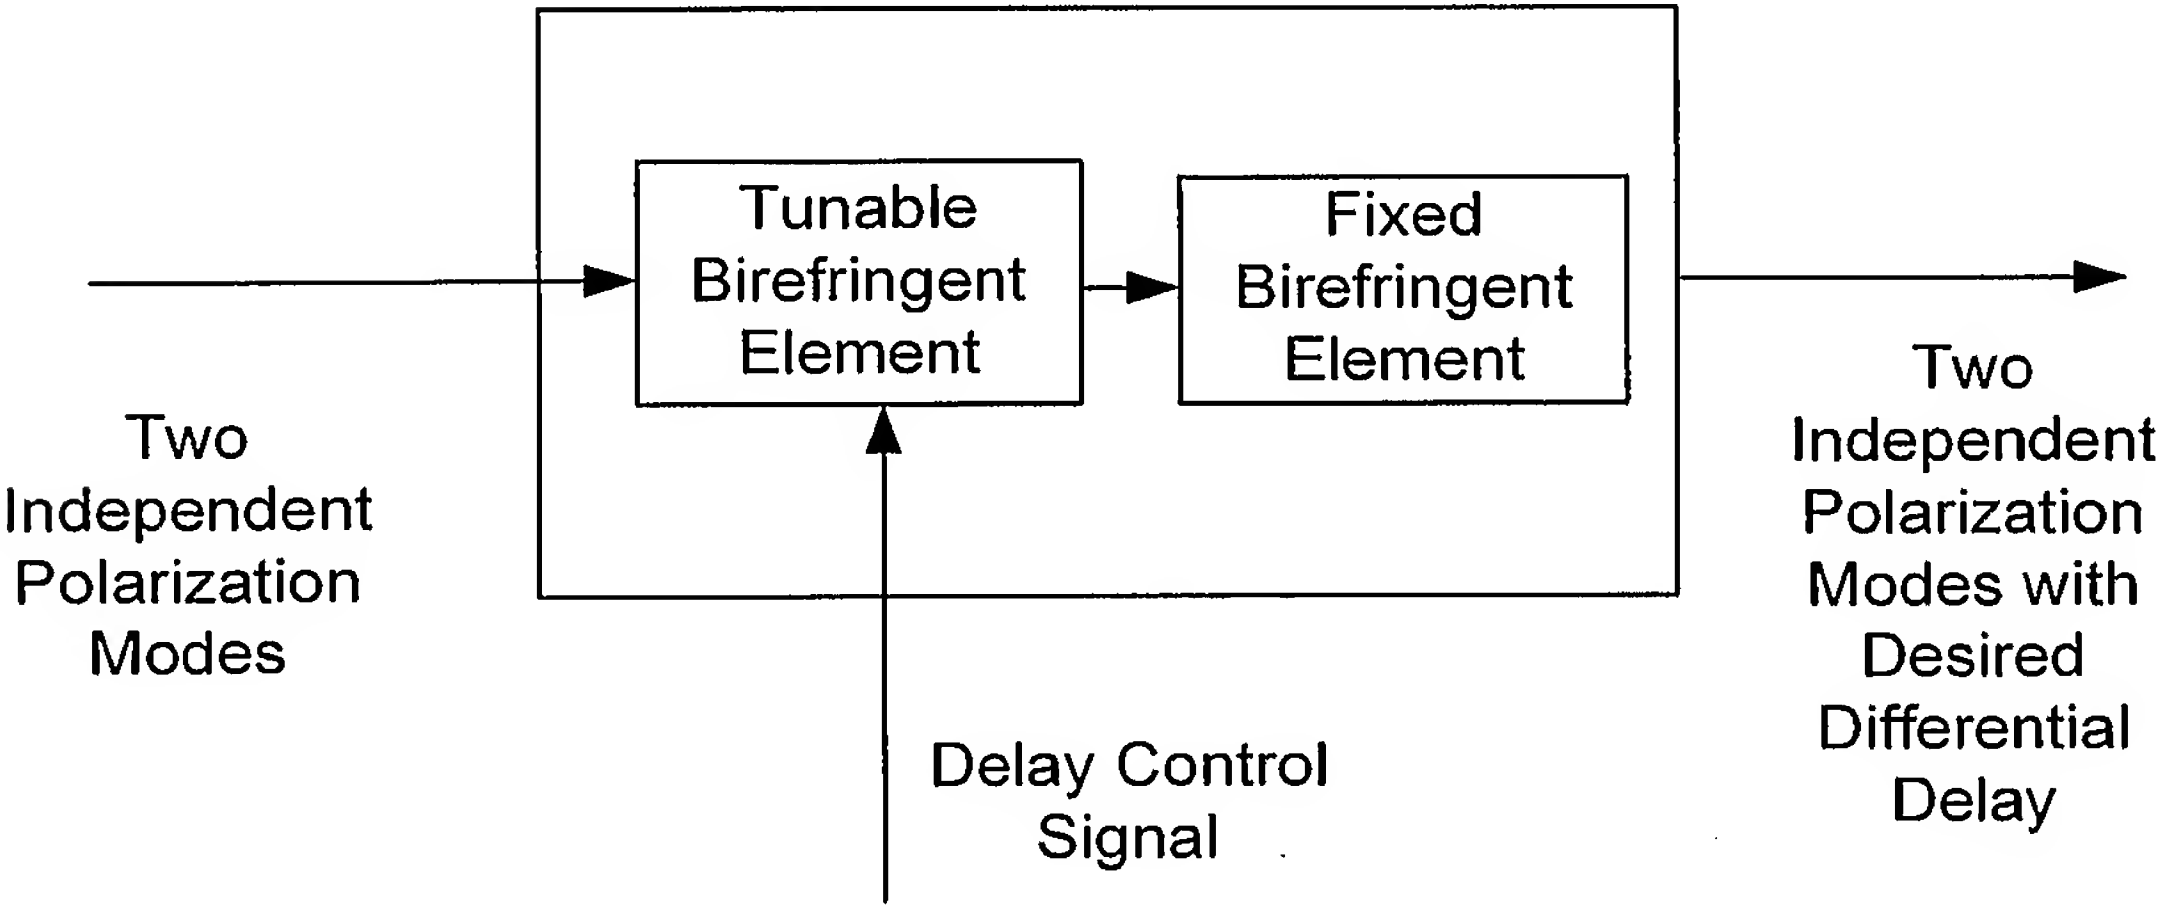 Tunable
Birefringent
Element
Fixed
Birefringent
Element
Two
Independent
Polarization
Modes
Two
Independent
Polarization
Modes with
Desired
Differential
Delay
Delay Control
Signal